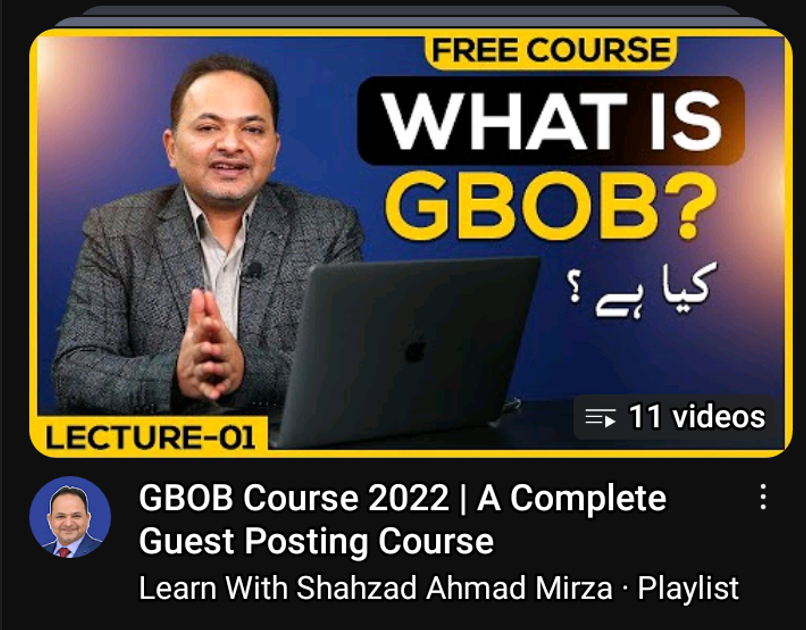 FREE COURSE
WHAT IS
GBOB?
کیا ہے ؟
LECTURE-01
11 videos
GBOB Course 2022 | A Complete
Guest Posting Course
Learn With Shahzad Ahmad Mirza · Playlist